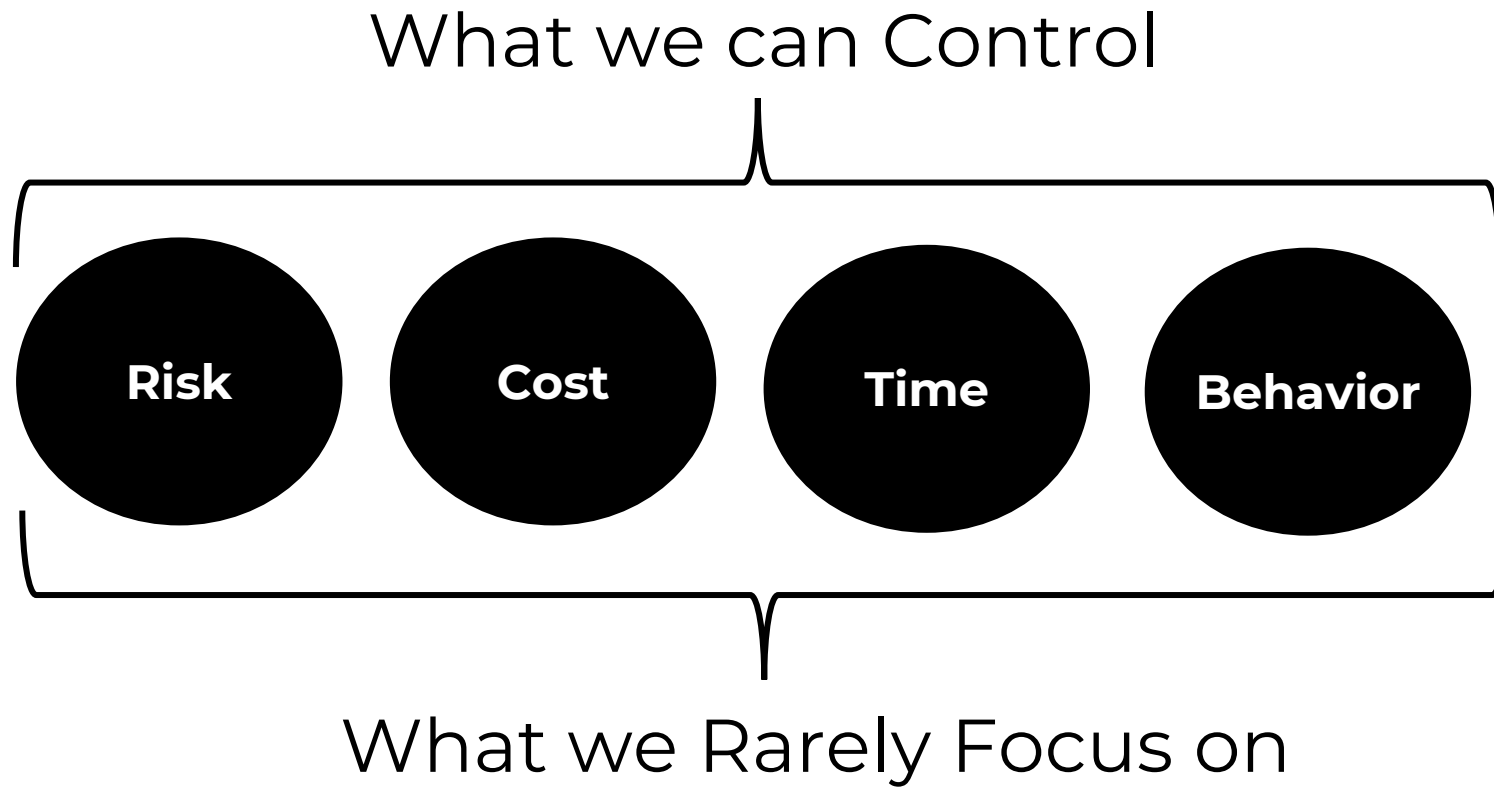 What we can Control
Risk
Cost
Time
Behavior
What we Rarely Focus on